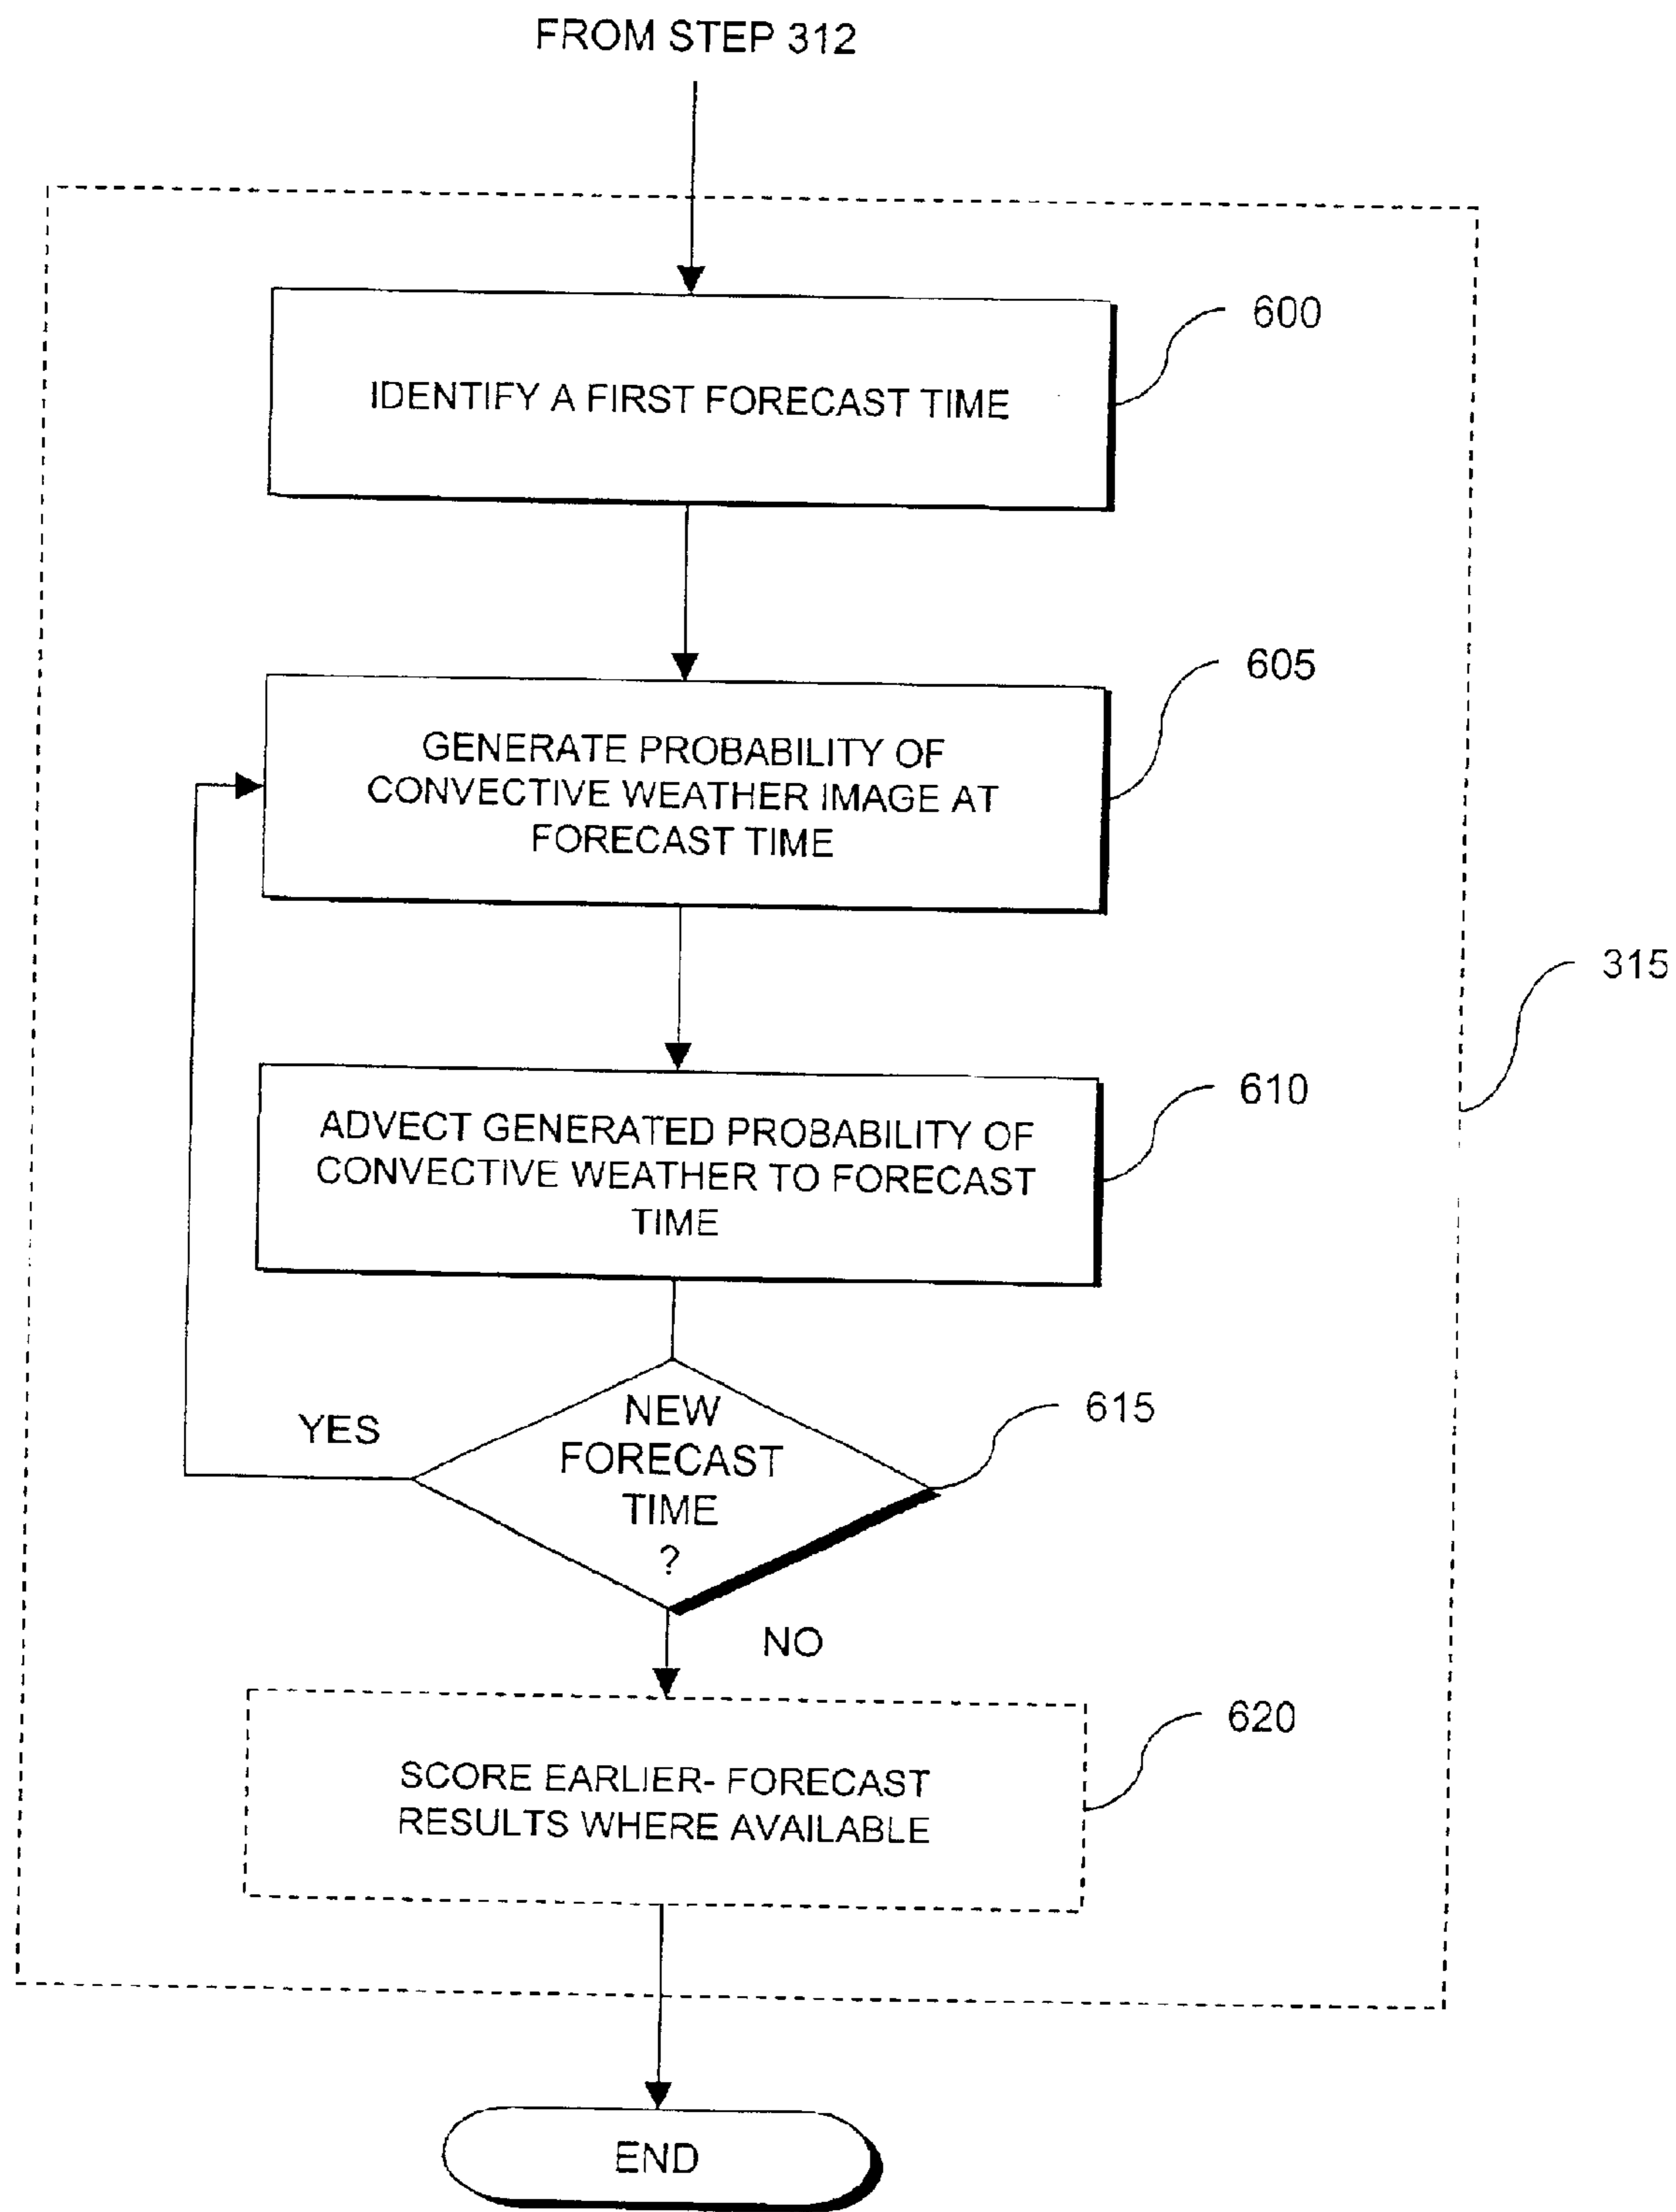 FROM STEP 312
IDENTIFY A FIRST FORECAST TIME
600
GENERATE PROBABILITY OF
CONVECTIVE WEATHER IMAGE AT
FORECAST TIME
605
315
ADVECT GENERATED PROBABILITY OF
CONVECTIVE WEATHER TO FORECAST
TIME
610
NEW
FORECAST
TIME
?
615
YES
NO
SCORE EARLIER- FORECAST
RESULTS WHERE AVAILABLE
620
END